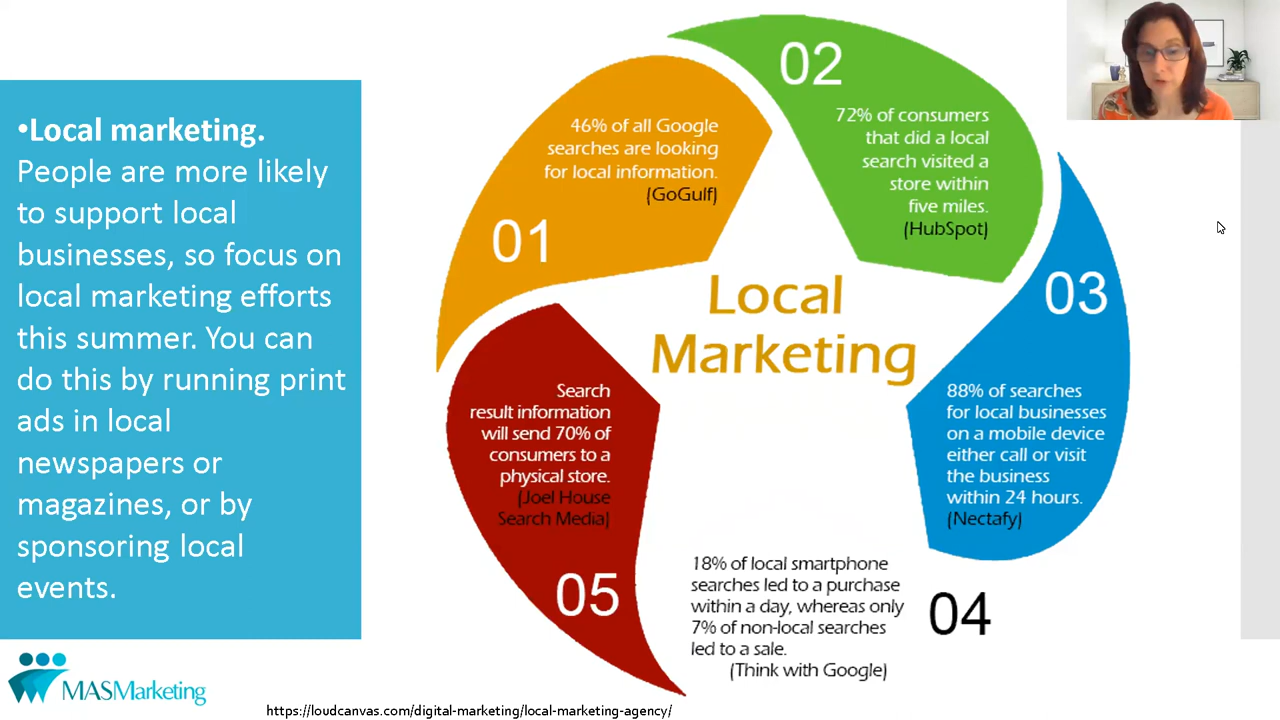 •Local marketing.
People are more likely
to support local
businesses, so focus on
local marketing efforts
this summer. You can
do this by running print
ads in local
newspapers or
magazines, or by
sponsoring local
events.
MASMarketing
46% of all Google
searches are looking
for local information.
(GoGulf)
01
02
72% of consumers
that did a local
search visited a
store within
five miles.
(HubSpot)
03
88% of searches
for local businesses
on a mobile device
either call or visit
the business
within 24 hours.
(Nectafy)
Local
Marketing
18% of local smartphone
searches led to a purchase
within a day, whereas only
7% of non-local searches
led to a sale.
(Think with Google)
04
Search
result information
will send 70% of
consumers to a
physical store.
(Joel House
Search Media)
05
https://loudcanvas.com/digital-marketing/local-marketing-agency/